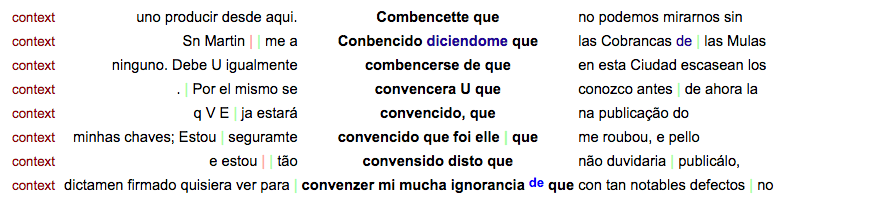 context uno producir desde aqui. Combencette que no podemos mirarnos sin
context Sn Martin | | me a Conbencido diciendome que las Cobrancas de | las Mulas
context ninguno. Debe U igualmente combencerse de que en esta Ciudad escasean los
context . | Por el mismo se convencera U que conozco antes | de ahora la
context q V E | ja estará convencido, que na publicação do
context minhas chaves; Estou | seguramte convencido que foi elle | que me roubou, e pello
context e estou | | tão convensido disto que não duvidaria | publicálo,
context dictamen firmado quisiera ver para | convenzer mi mucha ignorancia de que con tan notables defectos | no